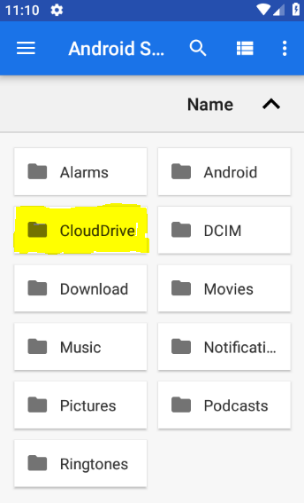 11:10
Android S...
Name
Alarms
Android
CloudDrive
DCIM
Download
Movies
Music
Notificati...
Pictures
Podcasts
Ringtones